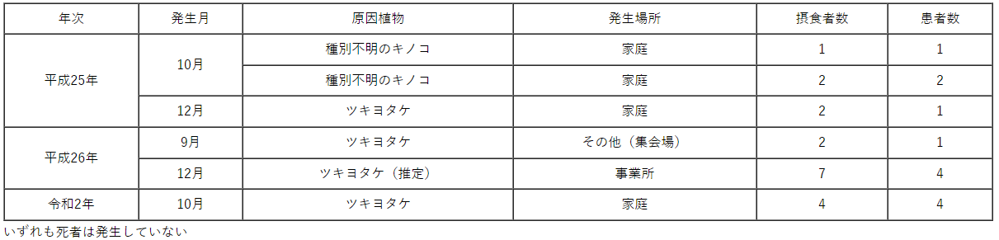 年次 発生月 原因植物 発生場所 摂食者数 患者数
平成25年 10月 種別不明のキノコ 家庭 1 1
種別不明のキノコ 家庭 2 2
12月 ツキヨタケ 家庭 2 1
平成26年 9月 ツキヨタケ その他（集会場） 2 1
12月 ツキヨタケ（推定） 事業所 7 4
令和2年 10月 ツキヨタケ 家庭 4 4
いずれも死者は発生していない